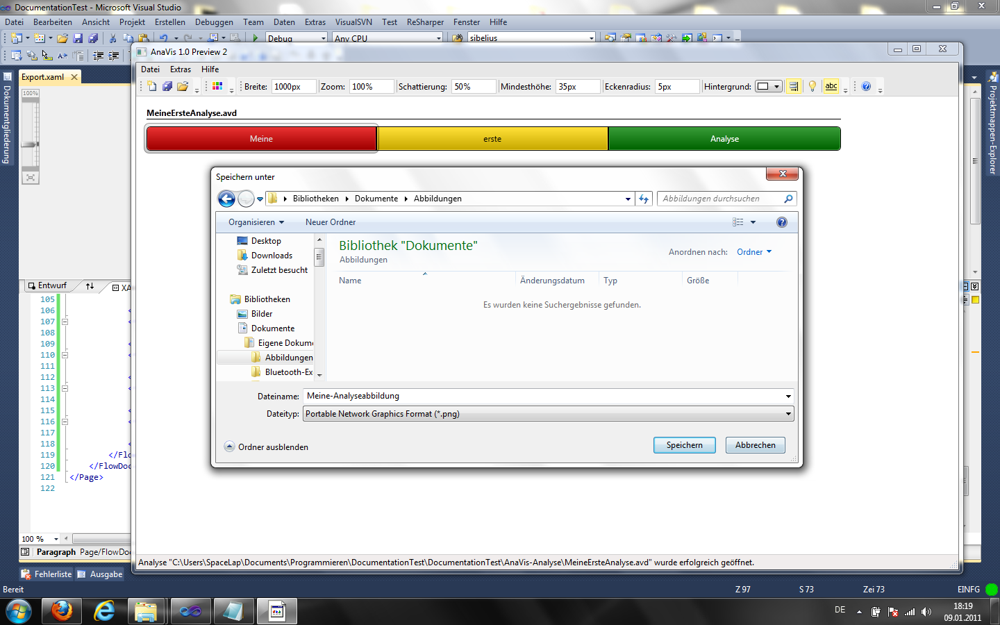 DocumentationTest - Microsoft Visual Studio
Datei Bearbeiten Ansicht Projekt Erstellen Debuggen Team Daten Extras VisualSVN Test ReSharper Fenster Hilfe
Debug Any CPU sibelius
AnaVis 1.0 Preview 2
Datei Extras Hilfe
Breite: 1000px Zoom: 100% Schattierung: 50% Mindesthöhe: 35px Eckenradius: 5px Hintergrund: abc
Dokumentgliederung
Export.xaml
100%
Projektmappen-Explorer
MeineErsteAnalyse.avd
Meine erste Analyse
Speichern unter
Bibliotheken Dokumente Abbildungen
Abbildungen durchsuchen
Organisieren Neuer Ordner
Desktop
Downloads
Zuletzt besucht
Bibliotheken
Bilder
Dokumente
Eigene Dokum
Abbildungen
Bluetooth-Ex
Bibliothek "Dokumente"
Abbildungen
Anordnen nach: Ordner
Name Änderungsdatum Typ Größe
Es wurden keine Suchergebnisse gefunden.
Dateiname: Meine-Analyseabbildung
Dateityp: Portable Network Graphics Format (*.png)
Ordner ausblenden
Speichern Abbrechen
Entwurf XA
105
106 <
107 <
108
109 <
110 <
111
112 <
113 <
114
115 <
116 <
117
118 <
119 </Flo
120 </FlowDoc
121 </Page>
122
100 %
Paragraph Page/FlowDo
Analyse "C:\Users\SpaceLap\Documents\Programmieren\DocumentationTest\DocumentationTest\AnaVis-Analyse\MeineErsteAnalyse.avd" wurde erfolgreich geöffnet.
Fehlerliste Ausgabe
Bereit Z 97 S 73 Zei 73 EINFG
DE
18:19
09.01.2011